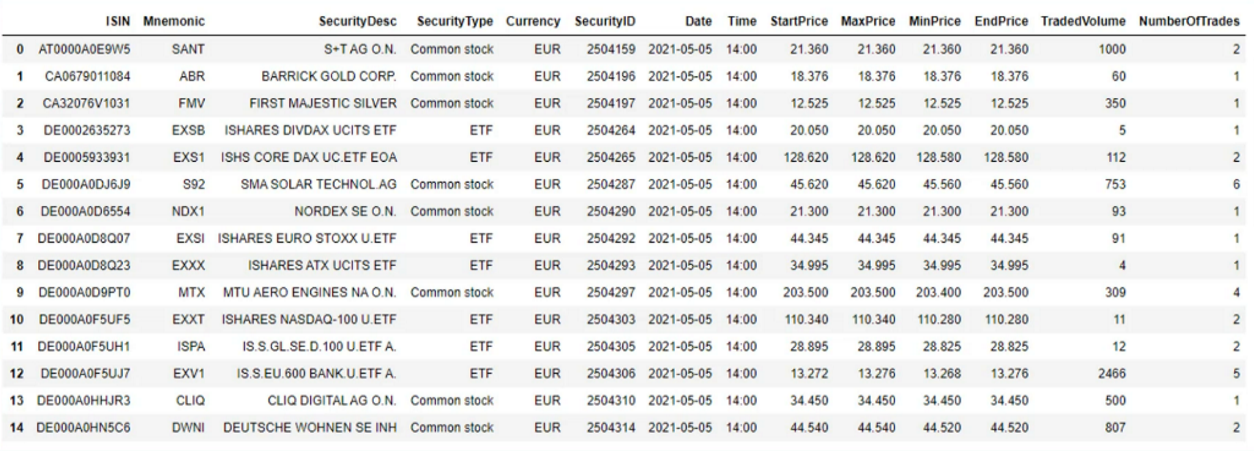 ISIN Mnemonic SecurityDesc SecurityType Currency SecurityID Date Time StartPrice MaxPrice MinPrice EndPrice TradedVolume NumberOfTrades
0 AT0000A0E9W5 SANT S+T AG O.N. Common stock EUR 2504159 2021-05-05 14:00 21.360 21.360 21.360 21.360 1000 2
1 CA0679011084 ABR BARRICK GOLD CORP. Common stock EUR 2504196 2021-05-05 14:00 18.376 18.376 18.376 18.376 60 1
2 CA32076V1031 FMV FIRST MAJESTIC SILVER Common stock EUR 2504197 2021-05-05 14:00 12.525 12.525 12.525 12.525 350 1
3 DE0002635273 EXSB ISHARES DIVDAX UCITS ETF ETF EUR 2504264 2021-05-05 14:00 20.050 20.050 20.050 20.050 5 1
4 DE0005933931 EXS1 ISHS CORE DAX UC.ETF EOA ETF EUR 2504265 2021-05-05 14:00 128.620 128.620 128.580 128.580 112 2
5 DE000A0DJ6J9 S92 SMA SOLAR TECHNOL.AG Common stock EUR 2504287 2021-05-05 14:00 45.620 45.620 45.560 45.560 753 6
6 DE000A0D6554 NDX1 NORDEX SE O.N. Common stock EUR 2504290 2021-05-05 14:00 21.300 21.300 21.300 21.300 93 1
7 DE000A0D8Q07 EXSI ISHARES EURO STOXX U.ETF ETF EUR 2504292 2021-05-05 14:00 44.345 44.345 44.345 44.345 91 1
8 DE000A0D8Q23 EXXX ISHARES ATX UCITS ETF ETF EUR 2504293 2021-05-05 14:00 34.995 34.995 34.995 34.995 4 1
9 DE000A0D9PT0 MTX MTU AERO ENGINES NA O.N. Common stock EUR 2504297 2021-05-05 14:00 203.500 203.500 203.400 203.500 309 4
10 DE000A0F5UF5 EXXT ISHARES NASDAQ-100 U.ETF ETF EUR 2504303 2021-05-05 14:00 110.340 110.340 110.280 110.280 11 2
11 DE000A0F5UH1 ISPA IS.S.GL.SE.D.100 U.ETF A. ETF EUR 2504305 2021-05-05 14:00 28.895 28.895 28.825 28.825 12 2
12 DE000A0F5UJ7 EXV1 IS.S.EU.600 BANK.U.ETF A. ETF EUR 2504306 2021-05-05 14:00 13.272 13.276 13.268 13.276 2466 5
13 DE000A0HHJR3 CLIQ CLIQ DIGITAL AG O.N. Common stock EUR 2504310 2021-05-05 14:00 34.450 34.450 34.450 34.450 500 1
14 DE000A0HN5C6 DWNI DEUTSCHE WOHNEN SE INH Common stock EUR 2504314 2021-05-05 14:00 44.540 44.540 44.520 44.520 807 2